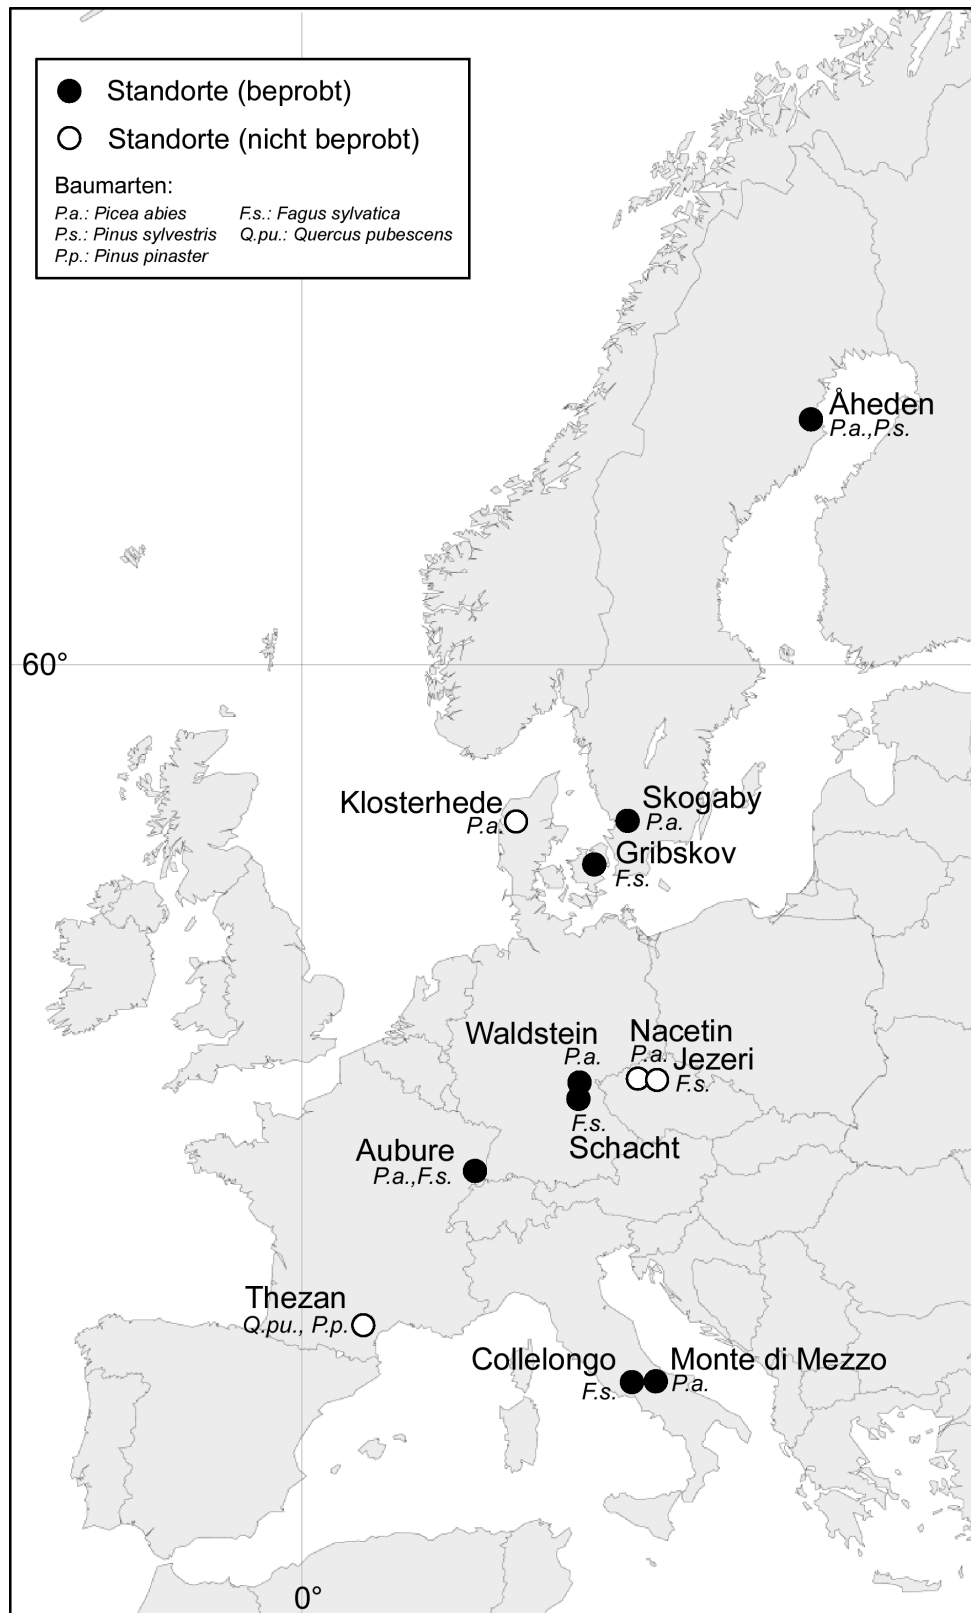 Standorte (beprobt)
Standorte (nicht beprobt)
Baumarten:
P.a.: Picea abies F.s.: Fagus sylvatica
P.s.: Pinus sylvestris Q.pu.: Quercus pubescens
P.p.: Pinus pinaster
Åheden
P.a.,P.s.
60°
Klosterhede
P.a.
Skogaby
P.a.
Gribskov
F.s.
Waldstein
P.a.
Nacetin
P.a.
Jezeri
F.s.
F.s.
Schacht
Aubure
P.a.,F.s.
Thezan
Q.pu., P.p.
Collelongo
F.s.
Monte di Mezzo
P.a.
0°